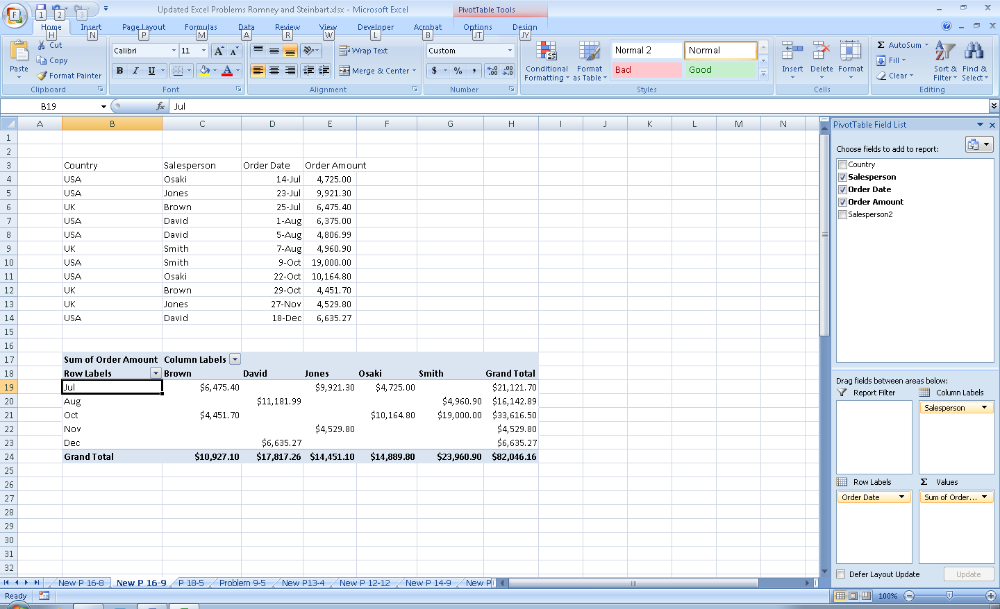 Updated Excel Problems Romney and Steinbart.xlsx - Microsoft Excel
PivotTable Tools
F 1 2 3
Home Insert Page Layout Formulas Data Review View Developer Acrobat Options Design
H N P M A R W L B JT JY
Paste
Cut
Copy
Format Painter
Clipboard
Calibri 11
B I U
Font
Wrap Text
Merge & Center
Alignment
Custom
$ % ,
Number
Conditional Formatting
Format as Table
Normal 2 Normal
Bad Good
Styles
Insert Delete Format
Cells
Σ AutoSum
Fill
Clear
Sort & Filter
Find & Select
Editing
B19 fx Jul
A B C D E F G H I J K L M N
1
2
3 Country Salesperson Order Date Order Amount
4 USA Osaki 14-Jul 4,725.00
5 USA Jones 23-Jul 9,921.30
6 UK Brown 25-Jul 6,475.40
7 USA David 1-Aug 6,375.00
8 USA David 5-Aug 4,806.99
9 UK Smith 7-Aug 4,960.90
10 USA Smith 9-Oct 19,000.00
11 USA Osaki 22-Oct 10,164.80
12 UK Brown 29-Oct 4,451.70
13 UK Jones 27-Nov 4,529.80
14 USA David 18-Dec 6,635.27
15
16
17 Sum of Order Amount Column Labels
18 Row Labels Brown David Jones Osaki Smith Grand Total
19 Jul $6,475.40 $9,921.30 $4,725.00 $21,121.70
20 Aug $11,181.99 $4,960.90 $16,142.89
21 Oct $4,451.70 $10,164.80 $19,000.00 $33,616.50
22 Nov $4,529.80 $4,529.80
23 Dec $6,635.27 $6,635.27
24 Grand Total $10,927.10 $17,817.26 $14,451.10 $14,889.80 $23,960.90 $82,046.16
25
26
27
28
29
30
31
32
PivotTable Field List
Choose fields to add to report:
Country
Salesperson
Order Date
Order Amount
Salesperson2
Drag fields between areas below:
Report Filter Column Labels
Salesperson
Row Labels Σ Values
Order Date Sum of Order...
Defer Layout Update Update
New P 16-8 New P 16-9 P 18-5 Problem 9-5 New P13-4 New P 12-12 New P 14-9 New P
Ready 100%